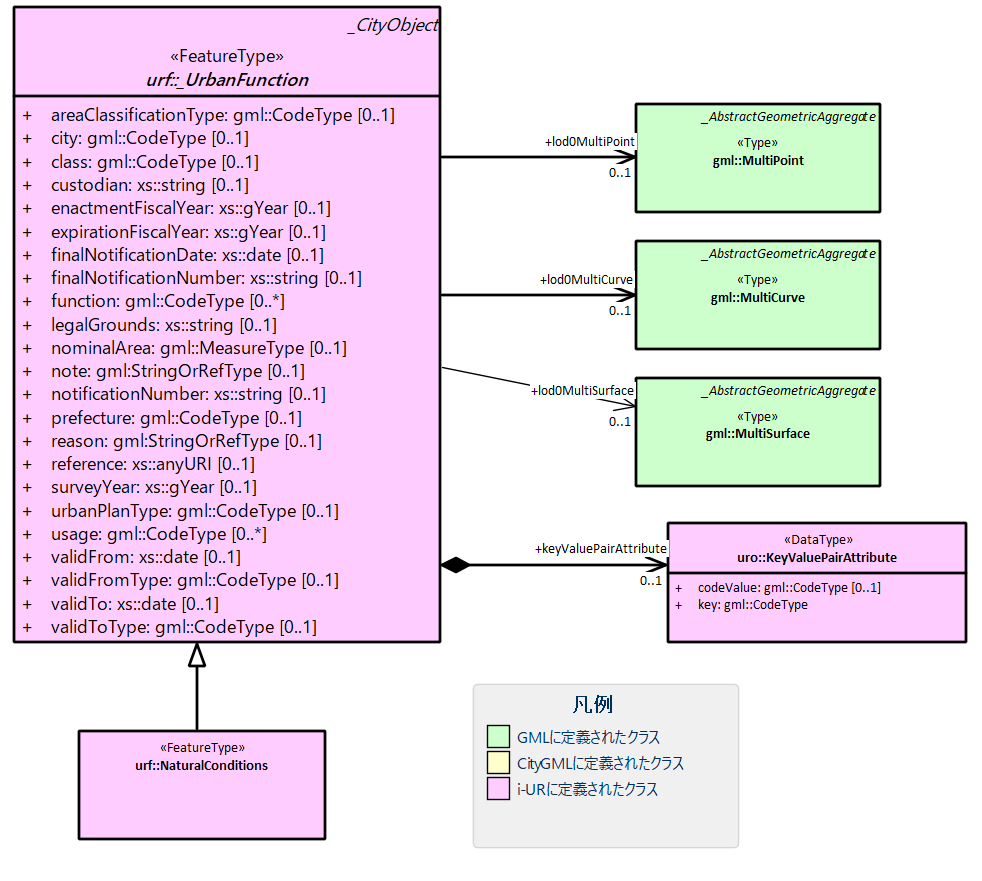 _CityObject
«FeatureType»
urf::_UrbanFunction
+ areaClassificationType: gml::CodeType [0..1]
+ city: gml::CodeType [0..1]
+ class: gml::CodeType [0..1]
+ custodian: xs::string [0..1]
+ enactmentFiscalYear: xs::gYear [0..1]
+ expirationFiscalYear: xs::gYear [0..1]
+ finalNotificationDate: xs::date [0..1]
+ finalNotificationNumber: xs::string [0..1]
+ function: gml::CodeType [0..*]
+ legalGrounds: xs::string [0..1]
+ nominalArea: gml::MeasureType [0..1]
+ note: gml:StringOrRefType [0..1]
+ notificationNumber: xs::string [0..1]
+ prefecture: gml::CodeType [0..1]
+ reason: gml:StringOrRefType [0..1]
+ reference: xs::anyURI [0..1]
+ surveyYear: xs::gYear [0..1]
+ urbanPlanType: gml::CodeType [0..1]
+ usage: gml::CodeType [0..*]
+ validFrom: xs::date [0..1]
+ validFromType: gml::CodeType [0..1]
+ validTo: xs::date [0..1]
+ validToType: gml::CodeType [0..1]
+lod0MultiPoint
0..1
_AbstractGeometricAggregate
«Type»
gml::MultiPoint
+lod0MultiCurve
0..1
_AbstractGeometricAggregate
«Type»
gml::MultiCurve
+lod0MultiSurface
0..1
_AbstractGeometricAggregate
«Type»
gml::MultiSurface
+keyValuePairAttribute
0..1
«DataType»
uro::KeyValuePairAttribute
+ codeValue: gml::CodeType [0..1]
+ key: gml::CodeType
«FeatureType»
urf::NaturalConditions
凡例
GMLに定義されたクラス
CityGMLに定義されたクラス
i-URに定義されたクラス